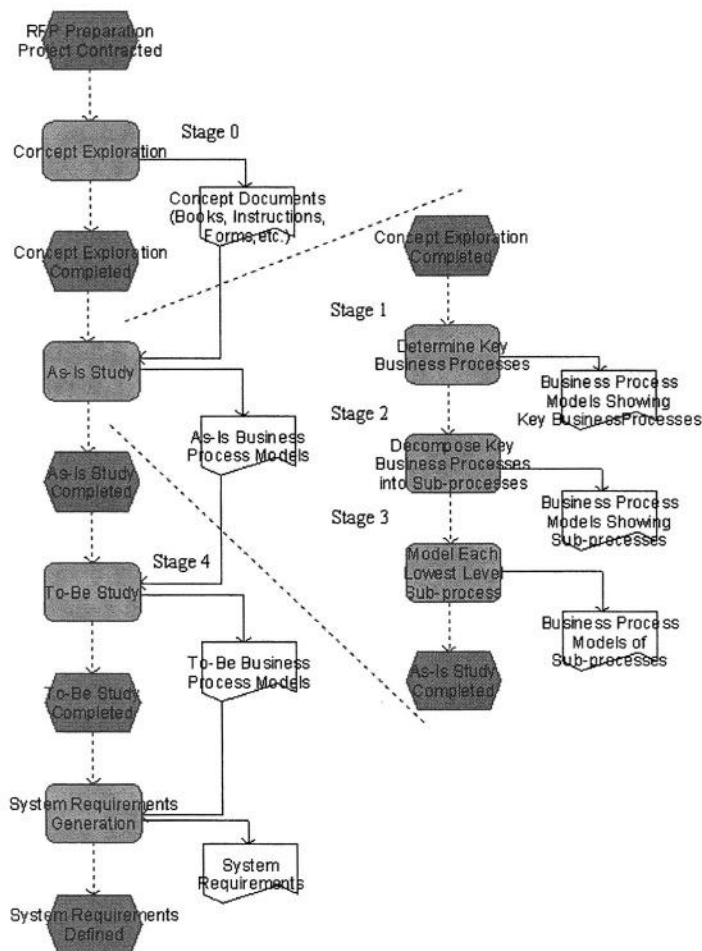 RFP Preparation
Project Contracted
Stage 0
Concept Exploration
Concept Documents
(Books, Instructions,
Forms,etc.)
Concept Exploration
Completed
As-Is Study
As-Is Business
Process Models
As-Is Study
Completed
Stage 4
To-Be Study
To-Be Business
Process Models
To-Be Study
Completed
System Requirements
Generation
System
Requirements
System Requirements
Defined
Concept Exploration
Completed
Stage 1
Determine Key
Business Processes
Business Process
Models Showing
Key BusinessProcesses
Stage 2
Decompose Key
Business Processes
into Sub-processes
Business Process
Models Showing
Sub-processes
Stage 3
Model Each
Lowest Level
Sub-process
Business Process
Models of
Sub-processes
As-Is Study
Completed